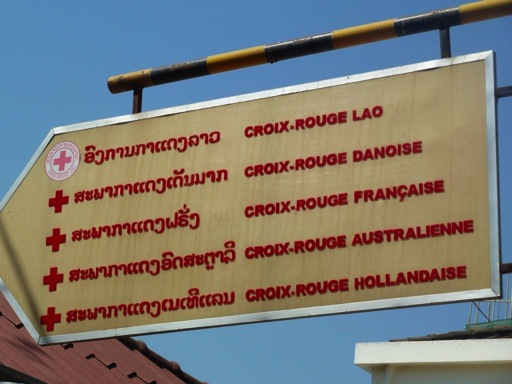 ອົງການກາແດງລາວ CROIX-ROUGE LAO
ສະພາກາແດງເດັນມາກ CROIX-ROUGE DANOISE
ສະພາກາແດງຝຣັ່ງ CROIX-ROUGE FRANÇAISE
ສະພາກາແດງອົດສະຕຼາລີ CROIX-ROUGE AUSTRALIENNE
ສະພາກາແດງເນເທີແລນ CROIX-ROUGE HOLLANDAISE